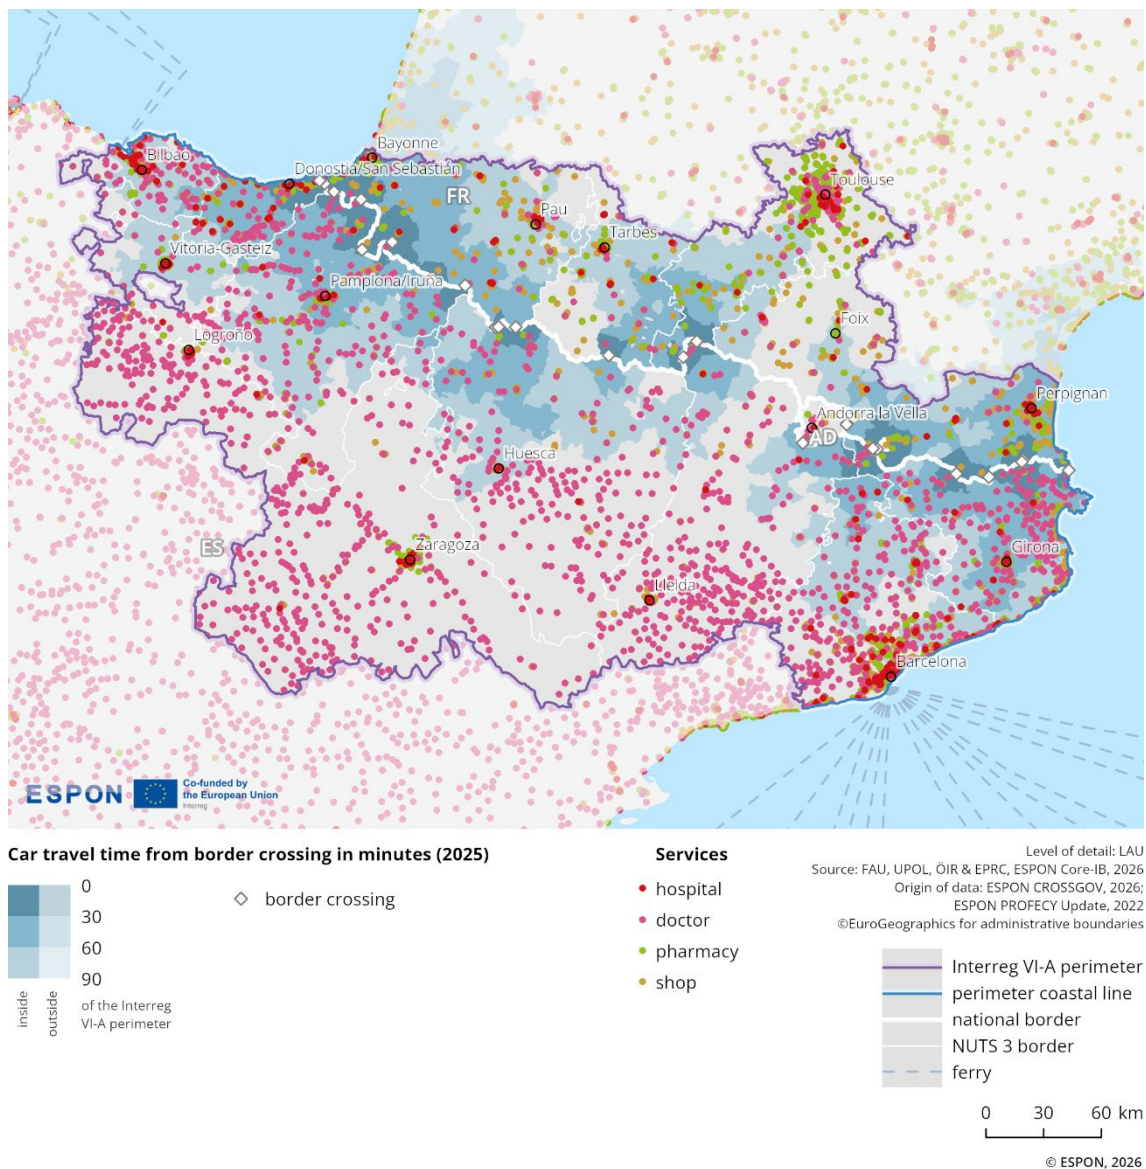 Bayonne
Bilbao
Donostia/San Sebastián
Toulouse
FR
Pau
Tarbes
Vitoria-Gasteiz
Pamplona/Iruña
Foix
Logroño
Perpignan
Andorra la Vella
AD
Huesca
ES
Zaragoza
Girona
Lleida
Barcelona
ESPON
Co-funded by
the European Union
Interreg
Car travel time from border crossing in minutes (2025)
0
30
60
90
inside
outside
of the Interreg
VI-A perimeter
border crossing
Services
hospital
doctor
pharmacy
shop
Level of detail: LAU
Source: FAU, UPOL, ÖIR & EPRC, ESPON Core-IB, 2026
Origin of data: ESPON CROSSGOV, 2026;
ESPON PROFECY Update, 2022
©EuroGeographics for administrative boundaries
Interreg VI-A perimeter
perimeter coastal line
national border
NUTS 3 border
ferry
0 30 60 km
© ESPON, 2026